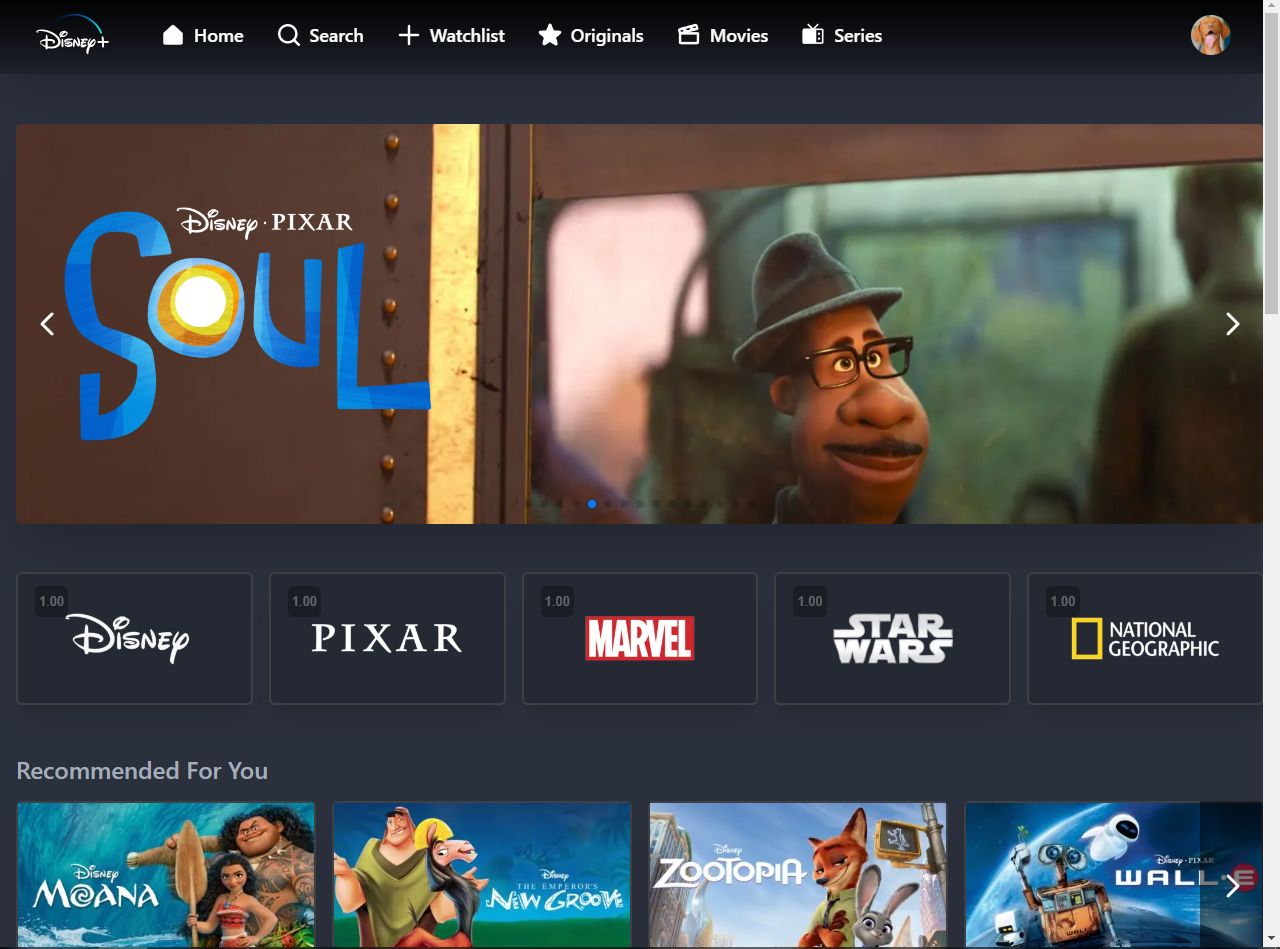 Disney+
Home
Search
Watchlist
Originals
Movies
Series
Disney · PIXAR
SOUL
1.00
Disney
1.00
PIXAR
1.00
MARVEL
1.00
STAR
WARS
1.00
NATIONAL
GEOGRAPHIC
Recommended For You
Disney
MOANA
Disney
THE EMPEROR'S
NEW GROOVE
Disney
ZOOTOPIA
Disney · PIXAR
WALL·E
WALL·E